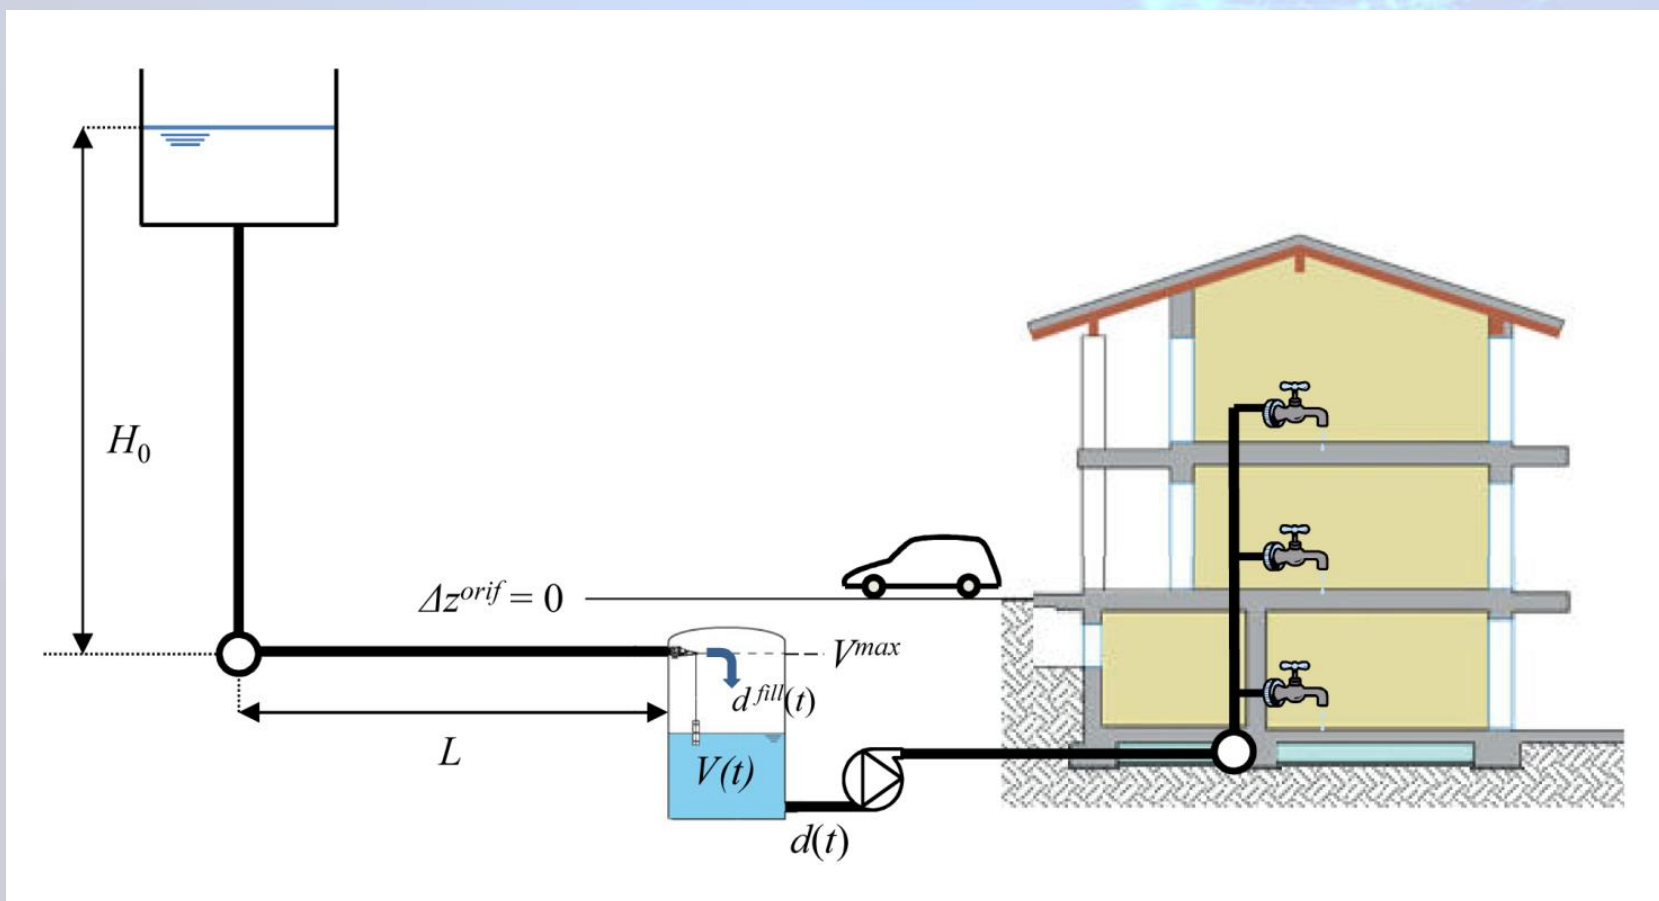 H₀
Δz^orif = 0
V^max
d^fill(t)
L
V(t)
d(t)